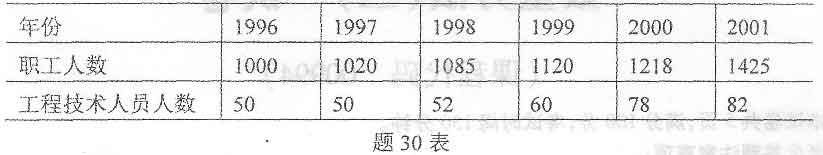 年份 1996 1997 1998 1999 2000 2001
职工人数 1000 1020 1085 1120 1218 1425
工程技术人员人数 50 50 52 60 78 82
题 30 表